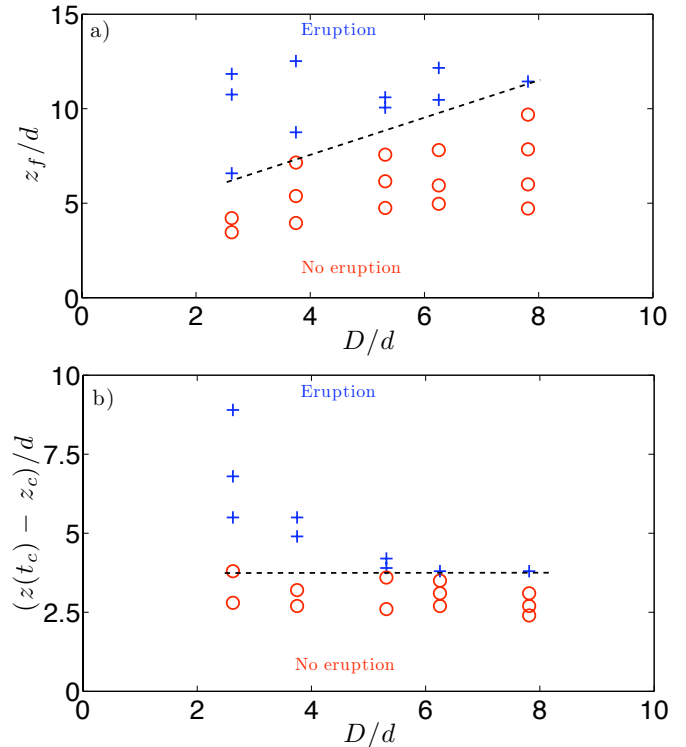 15
a)
Eruption
10
z_f/d
5
No eruption
0
0 2 4 6 8 10
D/d
10
b)
Eruption
7.5
(z(t_c) − z_c)/d
5
2.5
No eruption
0
0 2 4 6 8 10
D/d